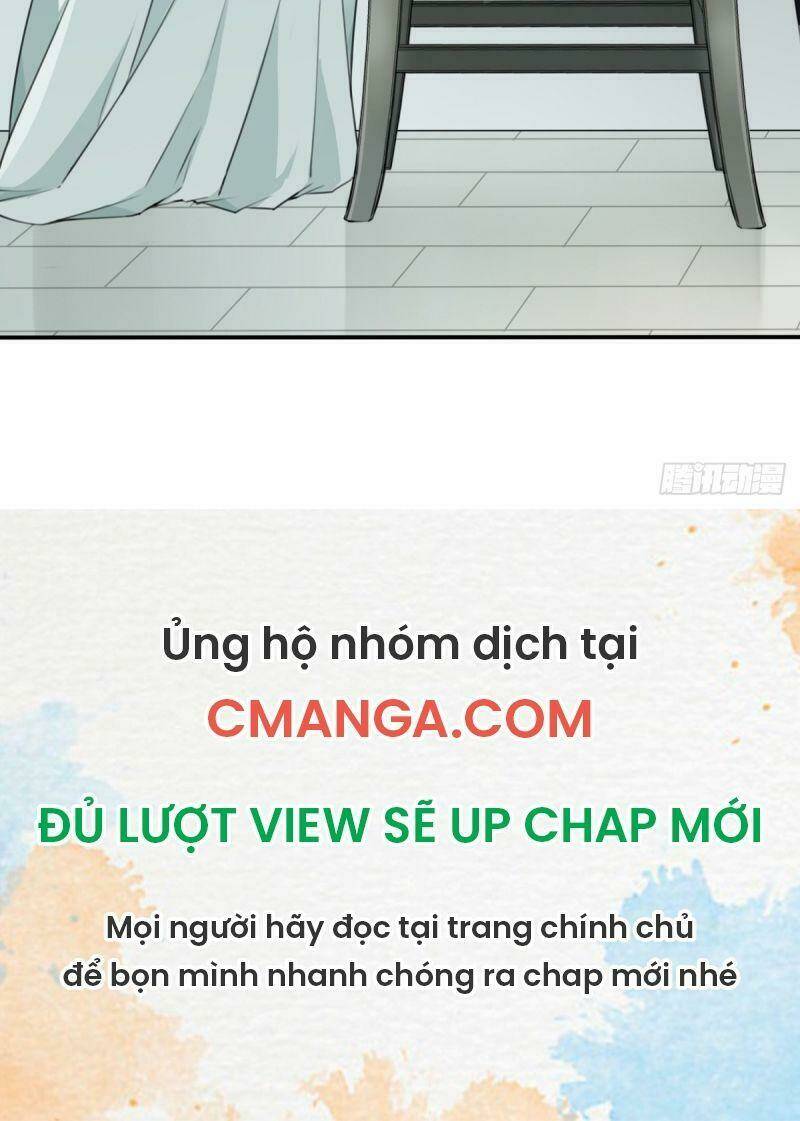 腾讯动漫
Ủng hộ nhóm dịch tại
CMANGA.COM
ĐỦ LƯỢT VIEW SẼ UP CHAP MỚI
Mọi người hãy đọc tại trang chính chủ
để bọn mình nhanh chóng ra chap mới nhé